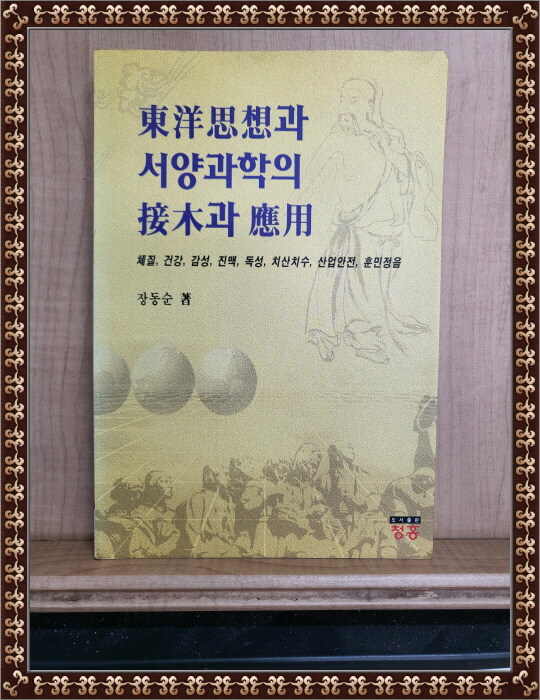 東洋思想과
서양과학의
接木과 應用
체질, 건강, 감성, 진맥, 독성, 치산치수, 산업안전, 훈민정음
장동순 著
도서출판
청홍